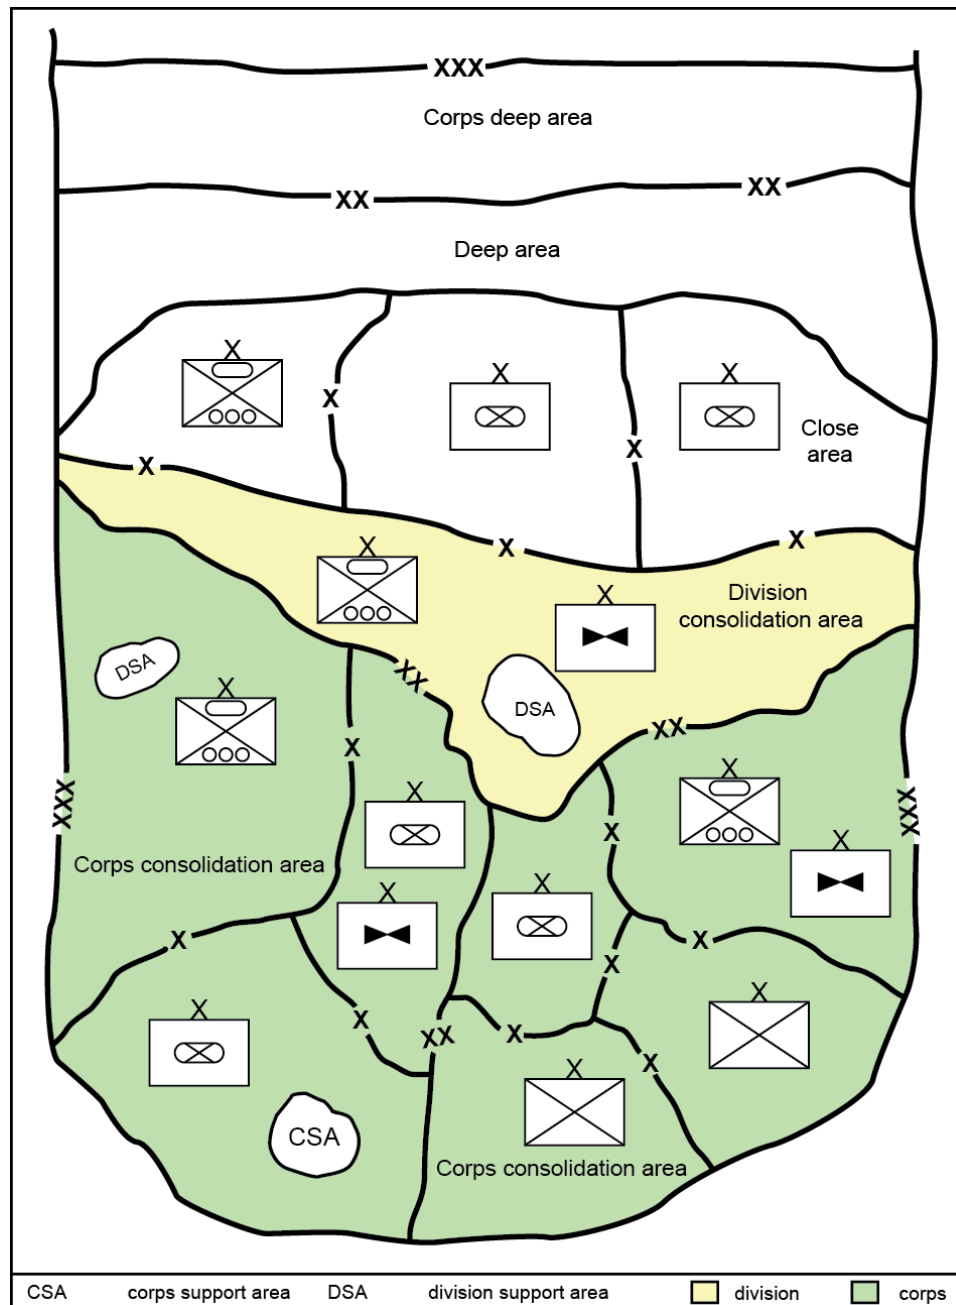 XXX
Corps deep area
XX
XX
Deep area
X
X
X
X
X
Close
area
X
X
X
X
X
X
Division
consolidation area
DSA
XX
X
DSA
XX
X
X
X
XXX
XXX
X
X
Corps consolidation area
X
X
X
X
X
X
X
X
X
XX
X
X
X
CSA
Corps consolidation area
CSA corps support area DSA division support area division corps